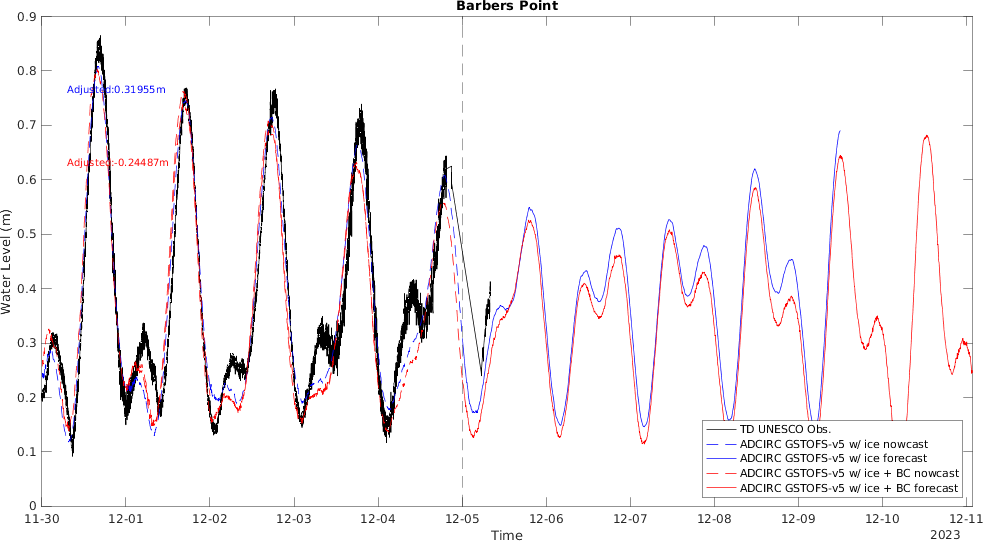 Barbers Point
0.9
0.8
0.7
0.6
0.5
0.4
0.3
0.2
0.1
0
Water Level (m)
Adjusted:0.31955m
Adjusted:-0.24487m
TD UNESCO Obs.
ADCIRC GSTOFS-v5 w/ ice nowcast
ADCIRC GSTOFS-v5 w/ ice forecast
ADCIRC GSTOFS-v5 w/ ice + BC nowcast
ADCIRC GSTOFS-v5 w/ ice + BC forecast
11-30 12-01 12-02 12-03 12-04 12-05 12-06 12-07 12-08 12-09 12-10 12-11
Time
2023